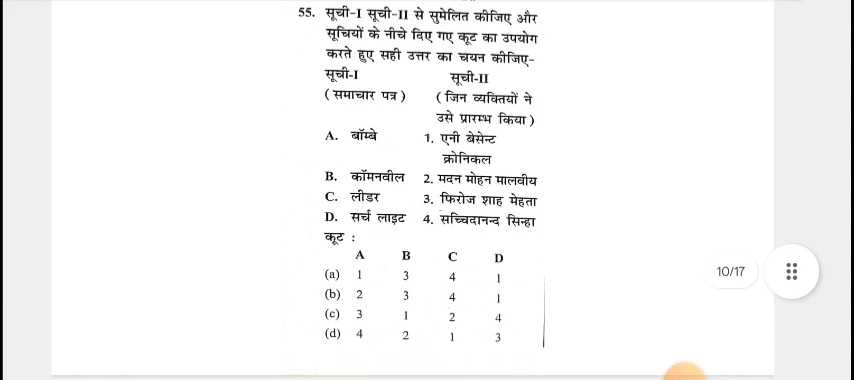 55. सूची-I सूची-II से सुमेलित कीजिए और
सूचियों के नीचे दिए गए कूट का उपयोग
करते हुए सही उत्तर का चयन कीजिए-
सूची-I सूची-II
( समाचार पत्र ) ( जिन व्यक्तियों ने
उसे प्रारम्भ किया )
A. बॉम्बे 1. एनी बेसेन्ट
क्रोनिकल
B. कॉमनवील 2. मदन मोहन मालवीय
C. लीडर 3. फिरोज शाह मेहता
D. सर्च लाइट 4. सच्चिदानन्द सिन्हा
कूट :
A B C D
(a) 1 3 4 1
(b) 2 3 4 1
(c) 3 1 2 4
(d) 4 2 1 3
10/17